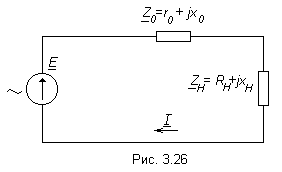 Z0=r0 + jx0
E
ZH= RH+jxH
I
Рис. 3.26